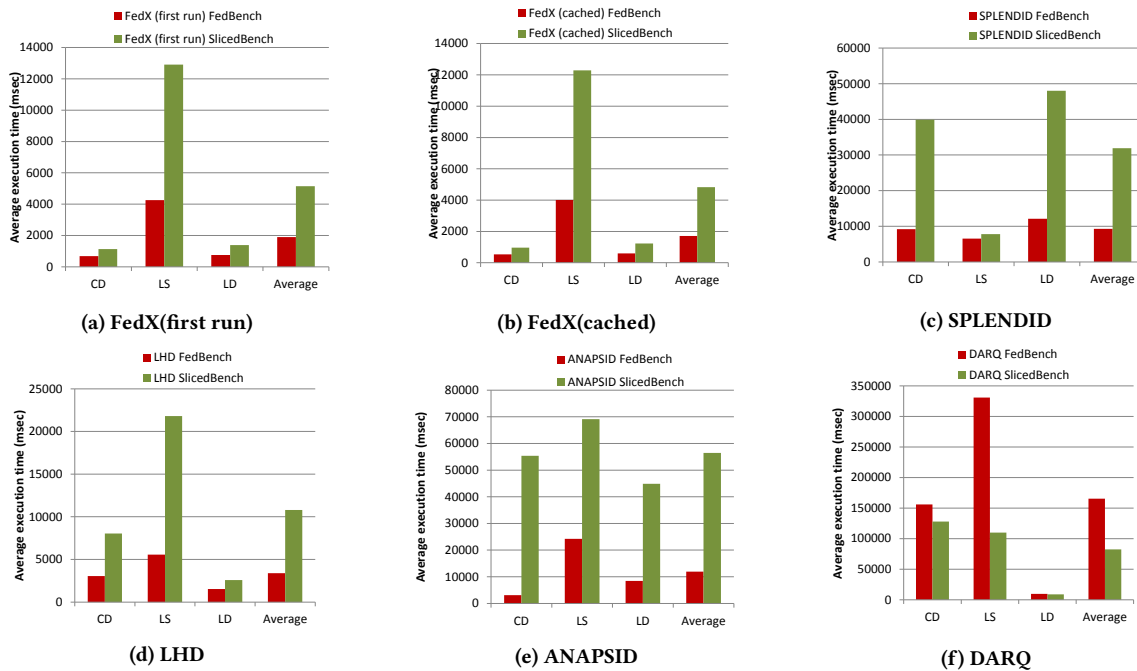 FedX (first run) FedBench
FedX (first run) SlicedBench
Average execution time (msec)
14000
12000
10000
8000
6000
4000
2000
0
CD LS LD Average
(a) FedX(first run)
FedX (cached) FedBench
FedX (cached) SlicedBench
Average execution time (msec)
14000
12000
10000
8000
6000
4000
2000
0
CD LS LD Average
(b) FedX(cached)
SPLENDID FedBench
SPLENDID SlicedBench
Average execution time (msec)
60000
50000
40000
30000
20000
10000
0
CD LS LD Average
(c) SPLENDID
LHD FedBench
LHD SlicedBench
Average execution time (msec)
25000
20000
15000
10000
5000
0
CD LS LD Average
(d) LHD
ANAPSID FedBench
ANAPSID SlicedBench
Average execution time (msec)
80000
70000
60000
50000
40000
30000
20000
10000
0
CD LS LD Average
(e) ANAPSID
DARQ FedBench
DARQ SlicedBench
Average execution time (msec)
350000
300000
250000
200000
150000
100000
50000
0
CD LS LD Average
(f) DARQ